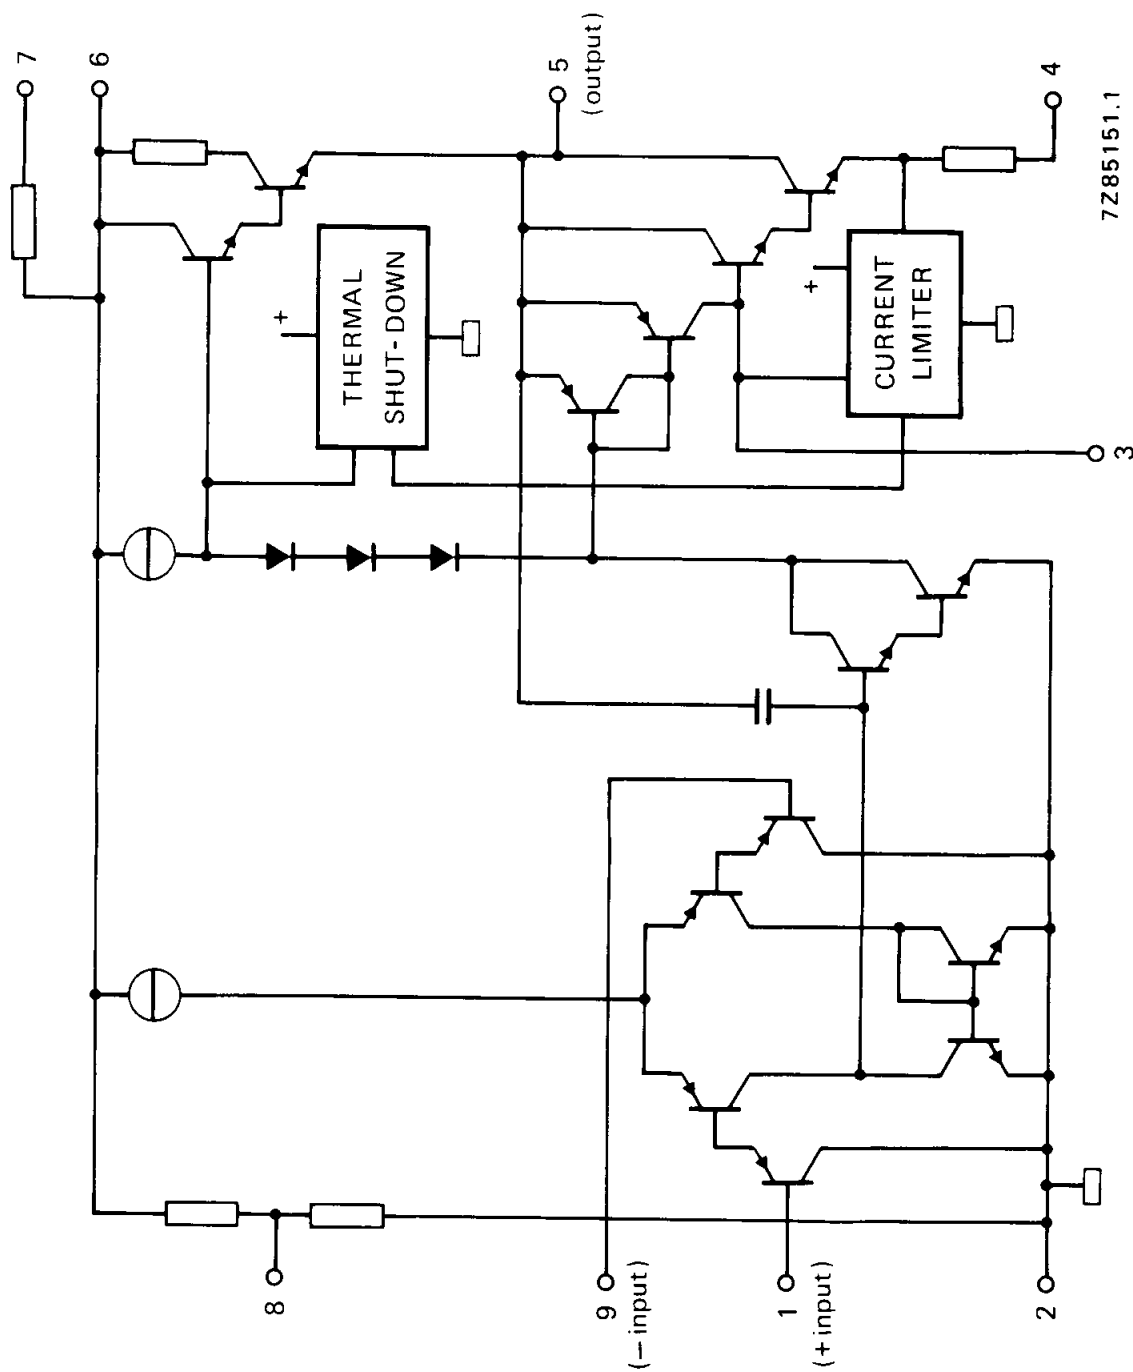 7
6
5
(output)
4
7Z85151.1
+
THERMAL
SHUT-DOWN
+
CURRENT
LIMITER
3
8
9
(− input)
1
(+ input)
2